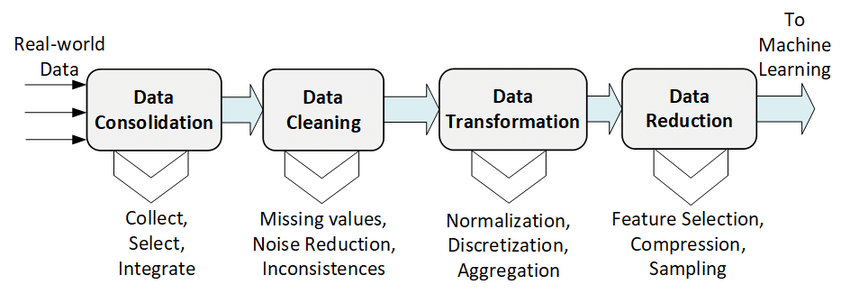 Real-world
Data
Data
Consolidation
Data
Cleaning
Data
Transformation
Data
Reduction
To
Machine
Learning
Collect,
Select,
Integrate
Missing values,
Noise Reduction,
Inconsistences
Normalization,
Discretization,
Aggregation
Feature Selection,
Compression,
Sampling